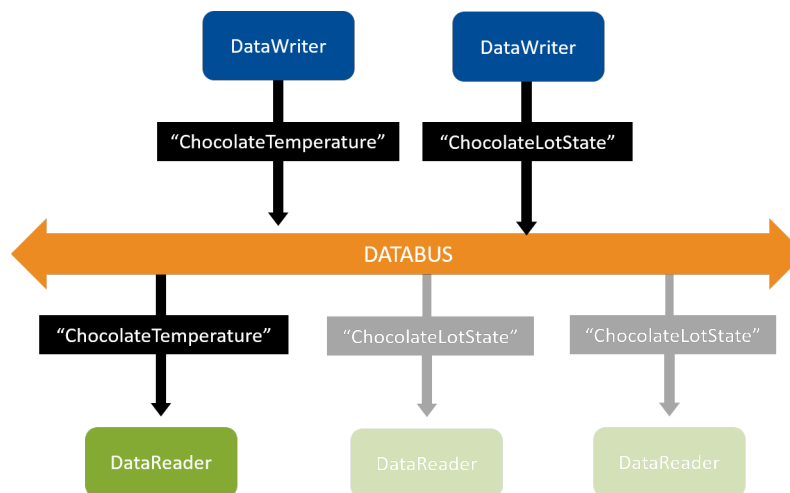 DataWriter
DataWriter
“ChocolateTemperature”
“ChocolateLotState”
DATABUS
“ChocolateTemperature”
“ChocolateLotState”
“ChocolateLotState”
DataReader
DataReader
DataReader